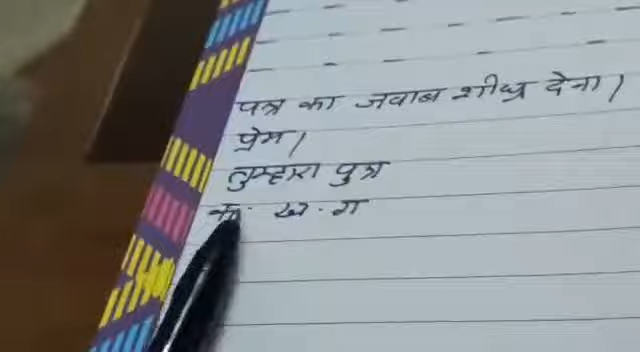 पत्र का जवाब शीघ्र देना।
प्रेम।
तुम्हारा पुत्र
क. ख. ग